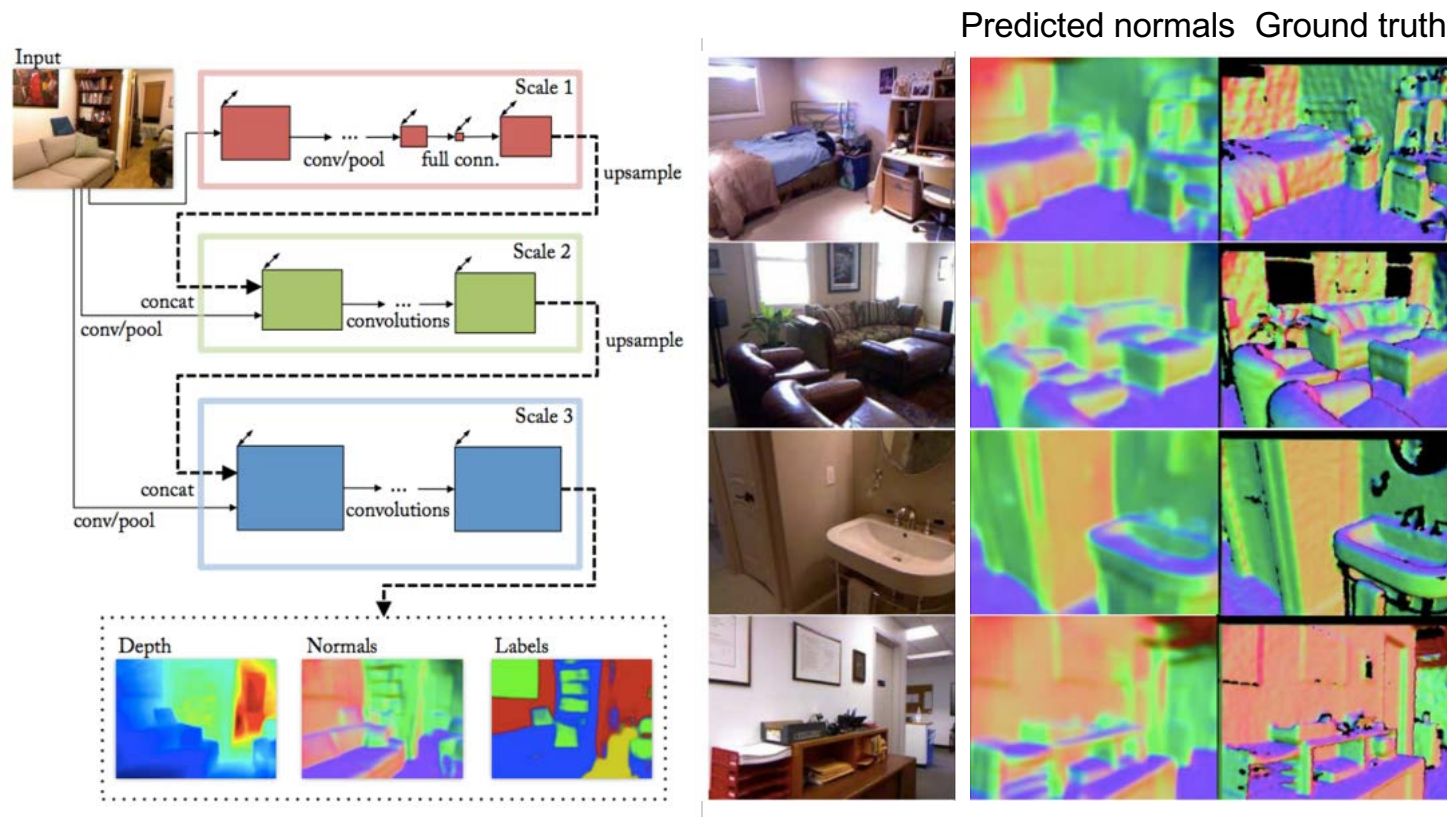 Predicted normals Ground truth
Input
Scale 1
... 
conv/pool
full conn.
upsample
Scale 2
concat
...
convolutions
conv/pool
upsample
Scale 3
concat
...
convolutions
conv/pool
Depth
Normals
Labels